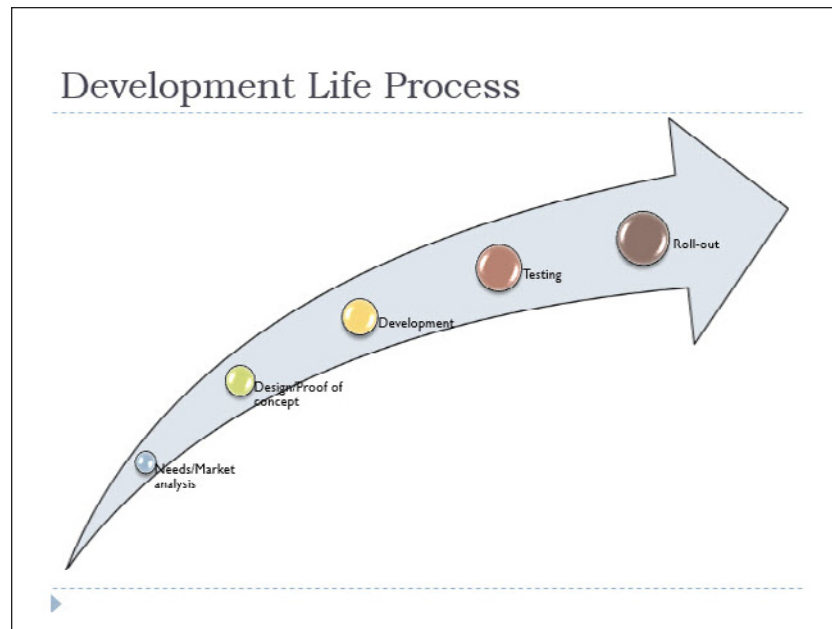 Development Life Process
Roll-out
Testing
Development
Design/Proof of
concept
Needs/Market
analysis